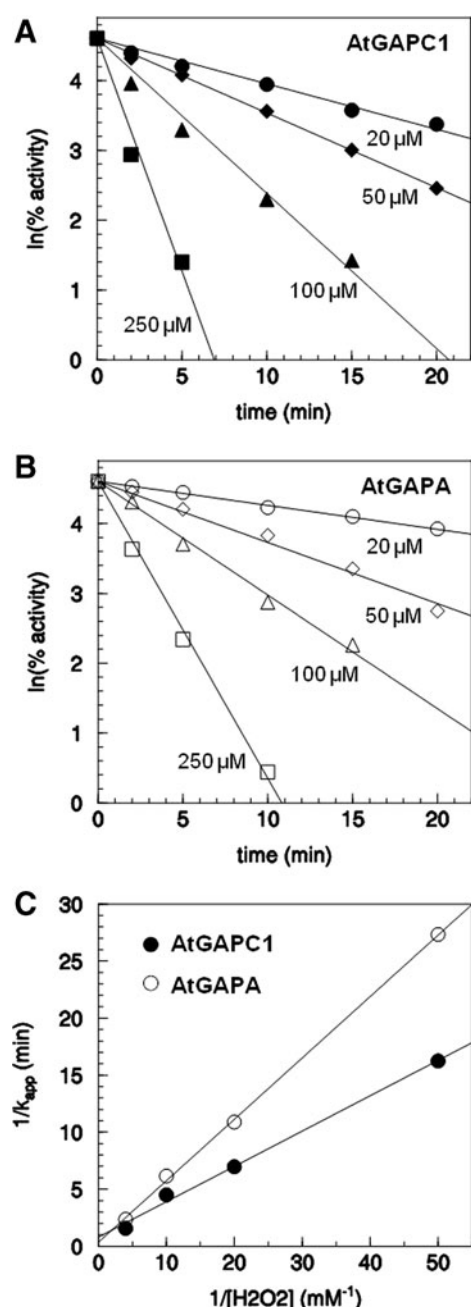 A
AtGAPC1
4
3
2
1
0
ln(% activity)
20 µM
50 µM
100 µM
250 µM
0 5 10 15 20
time (min)
B
AtGAPA
4
3
2
1
0
ln(% activity)
20 µM
50 µM
100 µM
250 µM
0 5 10 15 20
time (min)
C
30
25
20
15
10
5
0
1/kapp (min)
AtGAPC1
AtGAPA
0 10 20 30 40 50
1/[H2O2] (mM-1)